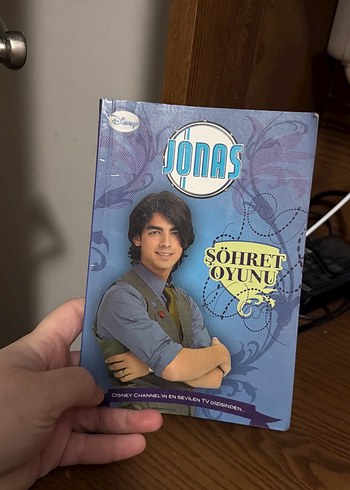 Disney
JONAS
ŞÖHRET
OYUNU
DISNEY CHANNEL'IN EN SEVİLEN TV DİZİSİNDEN...